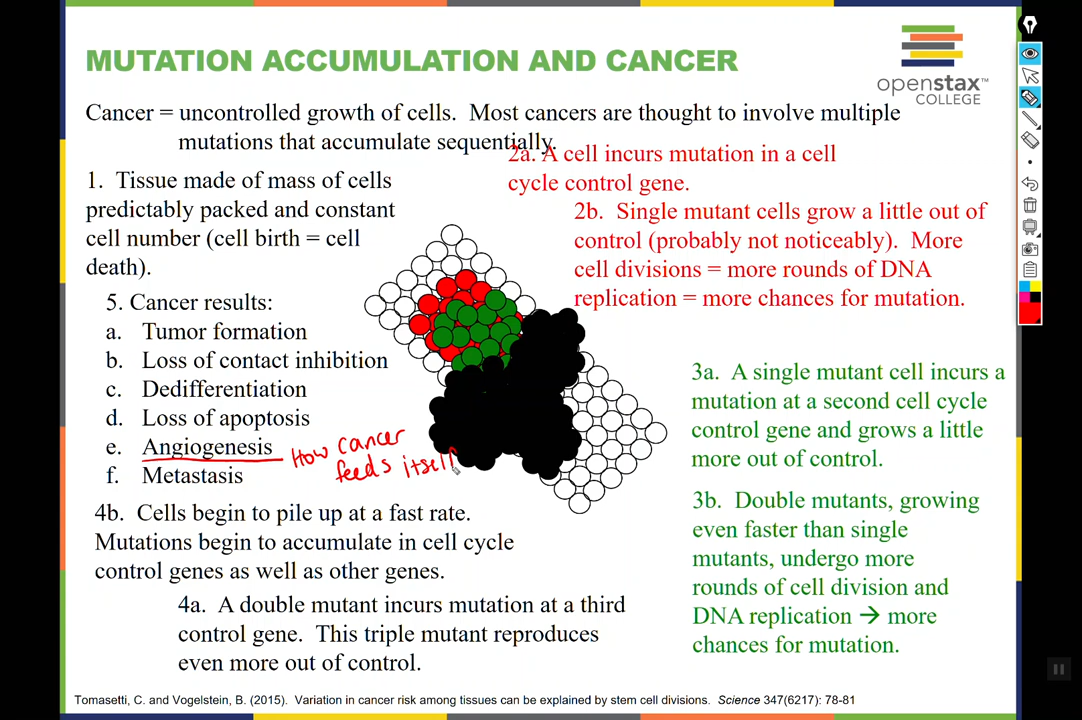 MUTATION ACCUMULATION AND CANCER
openstax™
COLLEGE
Cancer = uncontrolled growth of cells.  Most cancers are thought to involve multiple
mutations that accumulate sequentially.
1.  Tissue made of mass of cells
predictably packed and constant
cell number (cell birth = cell
death).
2a.  A cell incurs mutation in a cell
cycle control gene.
2b.  Single mutant cells grow a little out of
control (probably not noticeably).  More
cell divisions = more rounds of DNA
replication = more chances for mutation.
5. Cancer results:
a.   Tumor formation
b.   Loss of contact inhibition
c.   Dedifferentiation
d.   Loss of apoptosis
e.   Angiogenesis
f.   Metastasis
How cancer
feeds itself
3a.  A single mutant cell incurs a
mutation at a second cell cycle
control gene and grows a little
more out of control.
3b.  Double mutants, growing
even faster than single
mutants, undergo more
rounds of cell division and
DNA replication → more
chances for mutation.
4b.  Cells begin to pile up at a fast rate.
Mutations begin to accumulate in cell cycle
control genes as well as other genes.
4a.  A double mutant incurs mutation at a third
control gene.  This triple mutant reproduces
even more out of control.
Tomasetti, C. and Vogelstein, B. (2015).  Variation in cancer risk among tissues can be explained by stem cell divisions.  Science 347(6217): 78-81